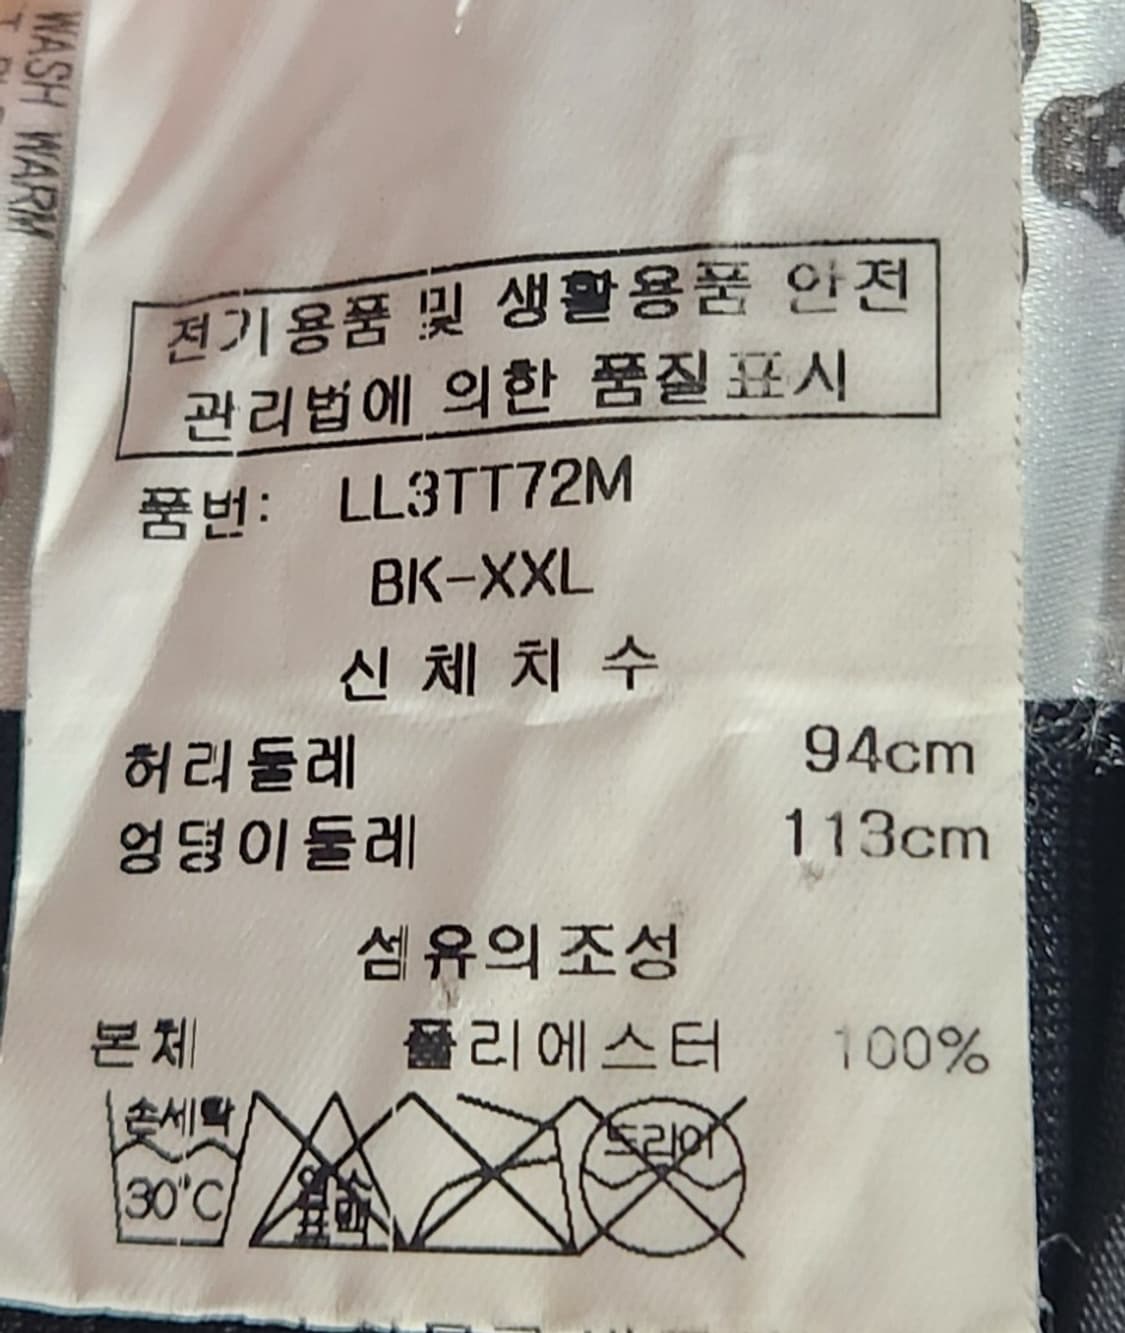 WASH WARM
전기용품 및 생활용품 안전
관리법에 의한 품질표시
품번: LL3TT72M
BK-XXL
신체치수
허리둘레 94cm
엉덩이둘레 113cm
섬유의조성
본체 폴리에스터 100%
손세탁
30°C
염소
표백
드라이